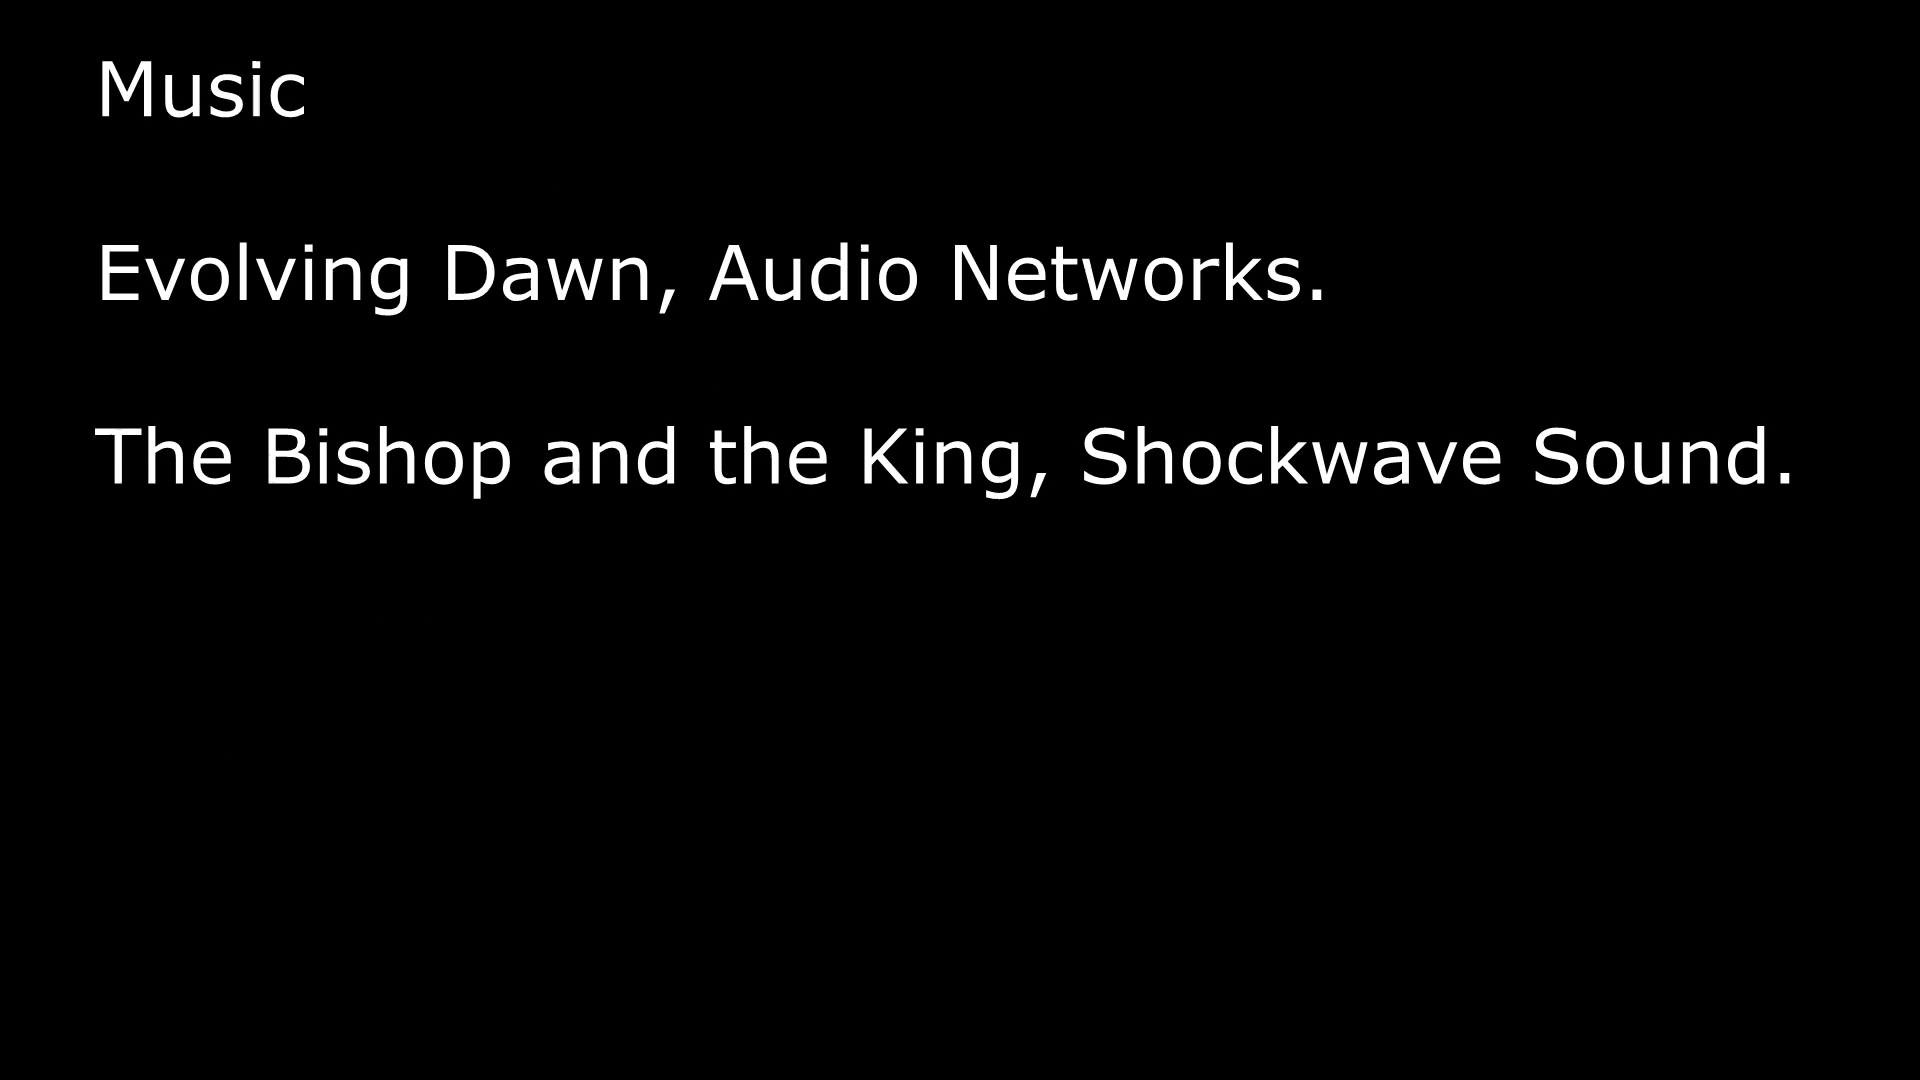 Music
Evolving Dawn, Audio Networks.
The Bishop and the King, Shockwave Sound.